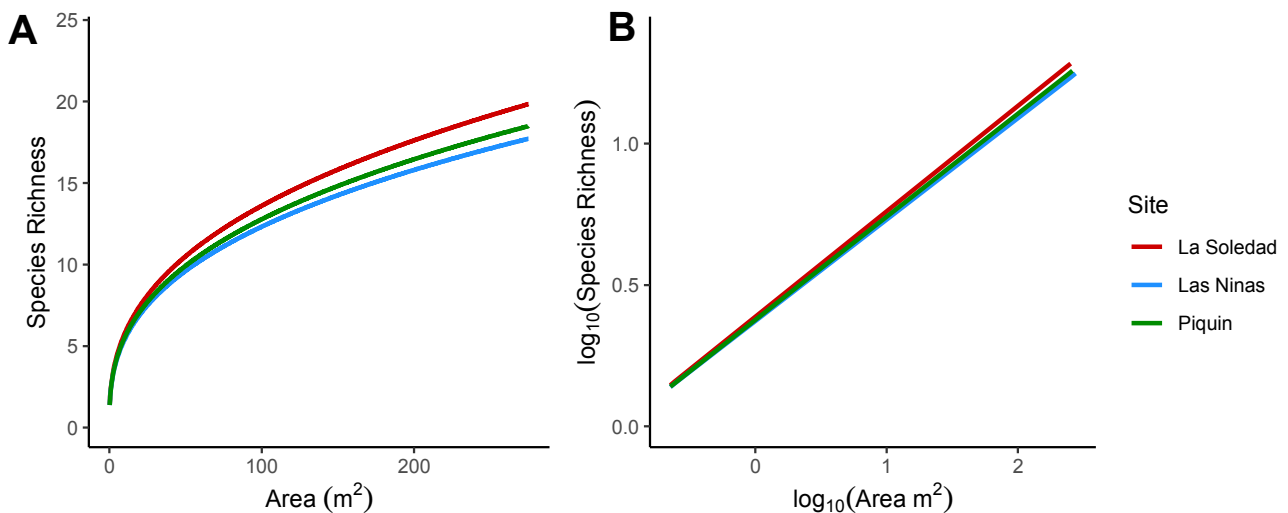 A
25
20
15
10
5
0
Species Richness
0 100 200
Area (m²)
B
1.0
0.5
0.0
log₁₀(Species Richness)
0 1 2
log₁₀(Area m²)
Site
La Soledad
Las Ninas
Piquin